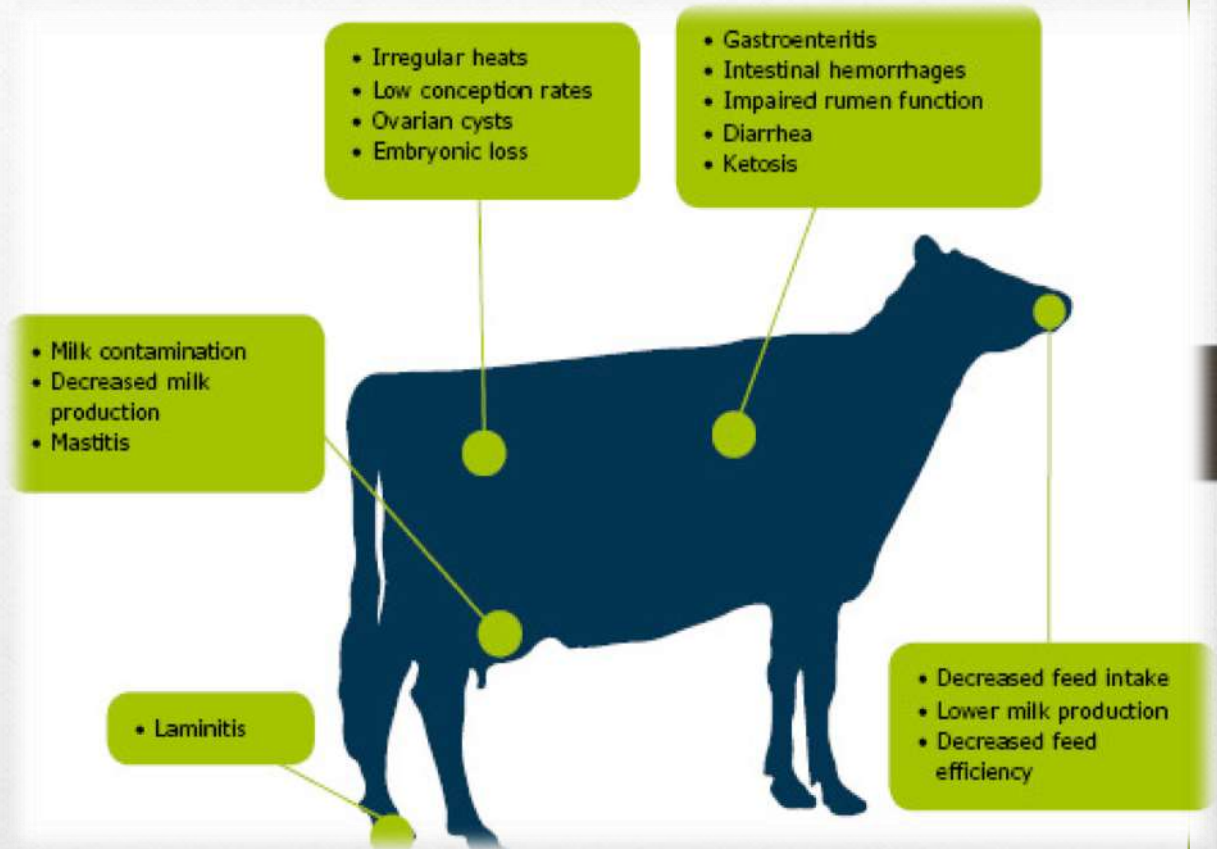 • Irregular heats
• Low conception rates
• Ovarian cysts
• Embryonic loss
• Gastroenteritis
• Intestinal hemorrhages
• Impaired rumen function
• Diarrhea
• Ketosis
• Milk contamination
• Decreased milk
production
• Mastitis
• Laminitis
• Decreased feed intake
• Lower milk production
• Decreased feed
efficiency